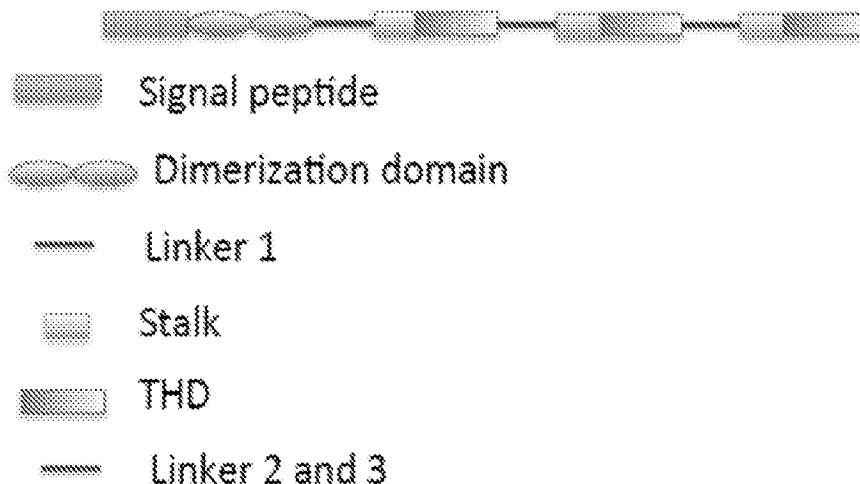 Signal peptide
Dimerization domain
Linker 1
Stalk
THD
Linker 2 and 3